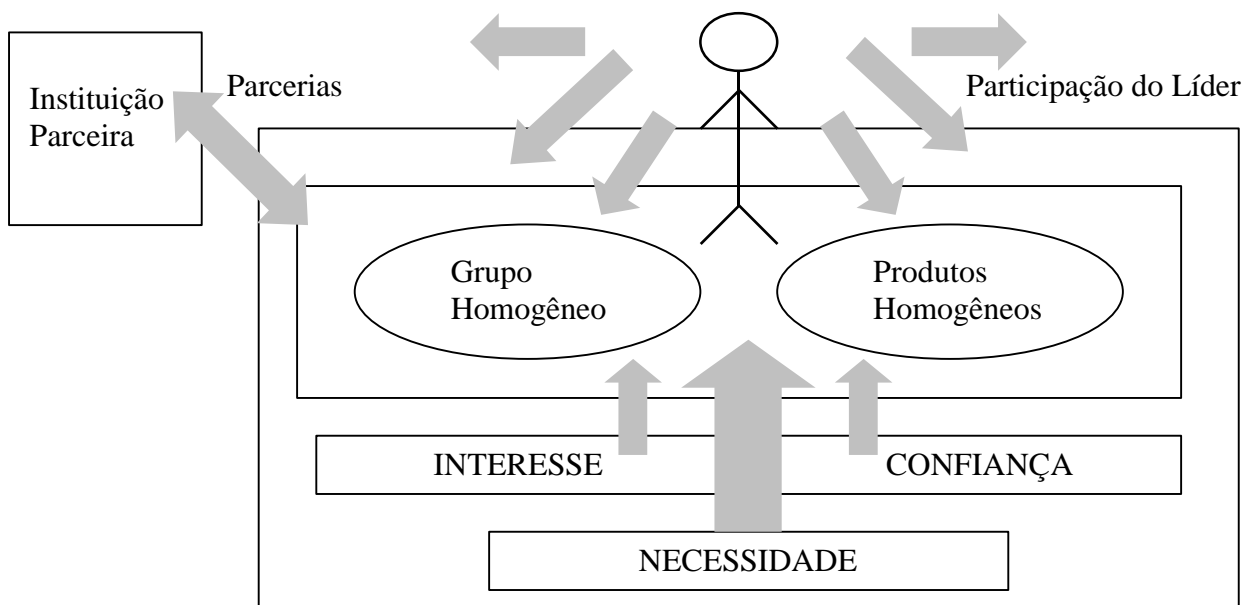 Instituição
Parceira
Parcerias
Participação do Líder
Grupo
Homogêneo
Produtos
Homogêneos
INTERESSE
CONFIANÇA
NECESSIDADE